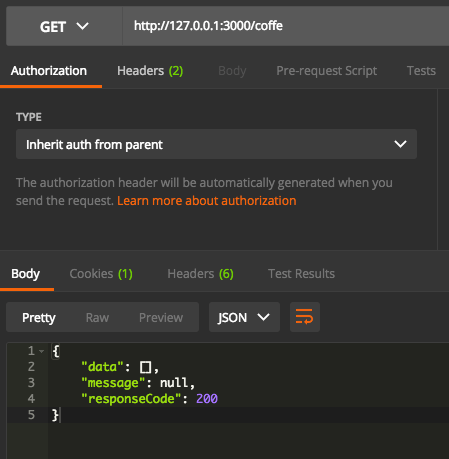 GET http://127.0.0.1:3000/coffe
Authorization Headers (2) Body Pre-request Script Tests
TYPE
Inherit auth from parent
The authorization header will be automatically generated when you
send the request. Learn more about authorization
Body Cookies (1) Headers (6) Test Results
Pretty Raw Preview JSON
1 {
2 "data": [],
3 "message": null,
4 "responseCode": 200
5 }